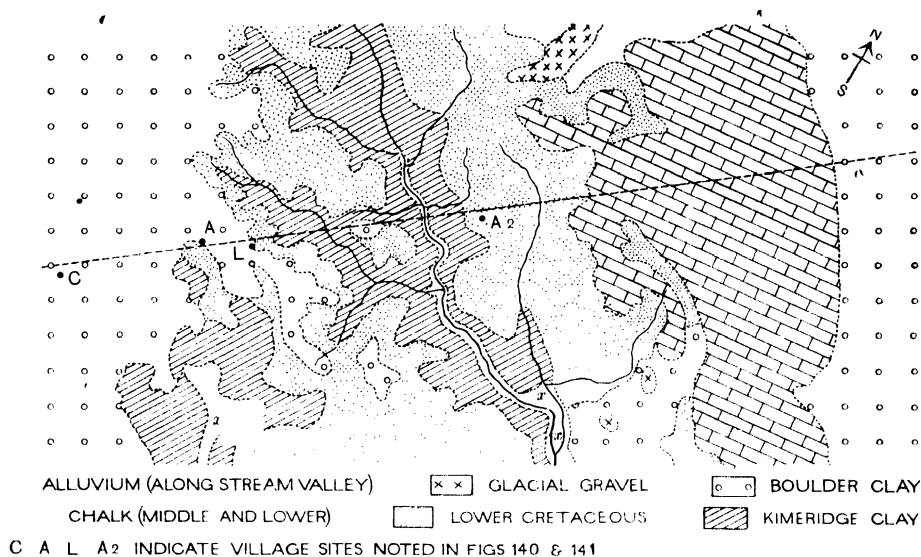 N
S
A
L
A2
C
x
x
ALLUVIUM (ALONG STREAM VALLEY) GLACIAL GRAVEL BOULDER CLAY
CHALK (MIDDLE AND LOWER) LOWER CRETACEOUS KIMERIDGE CLAY
C A L A2 INDICATE VILLAGE SITES NOTED IN FIGS 140 & 141